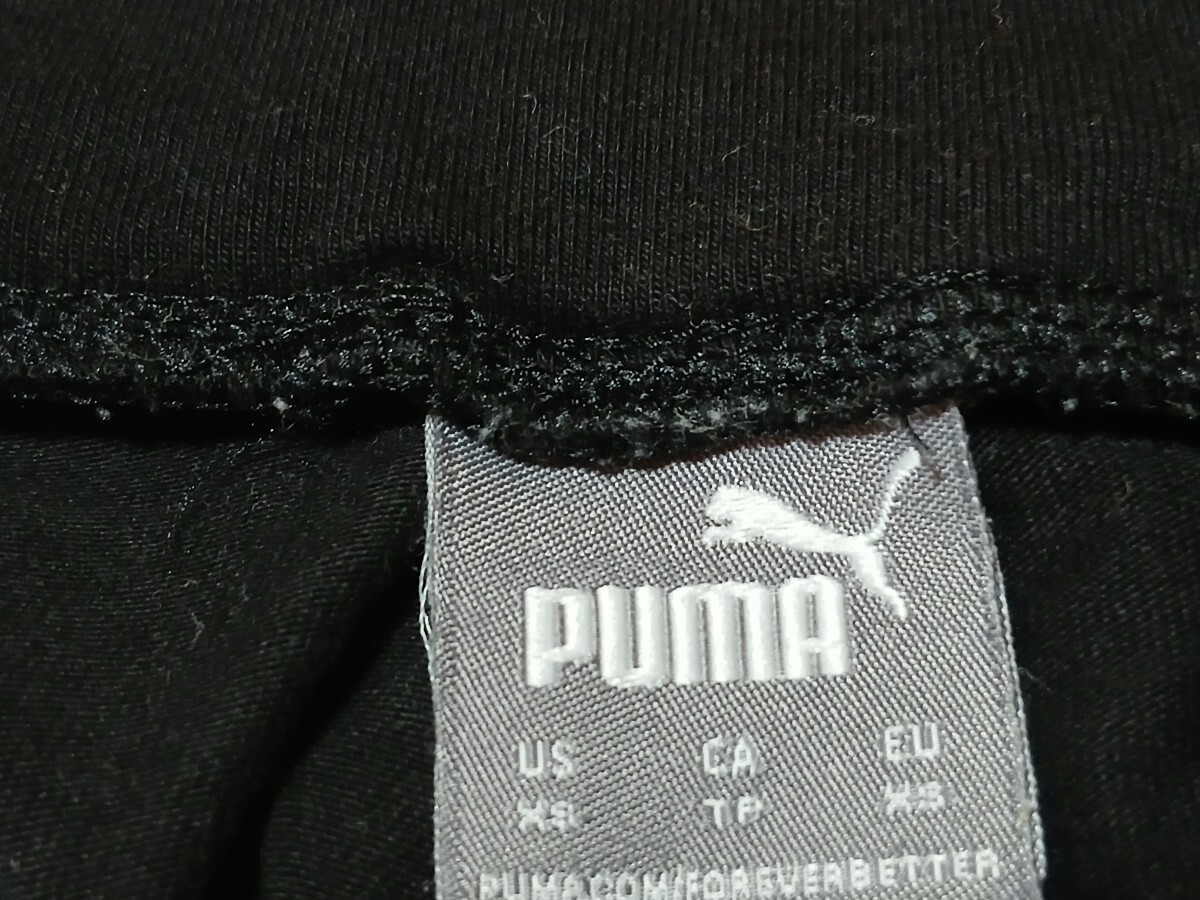 PUMA
US CA EU
XS TP XS
PUMA.COM/FOREVERBETTER